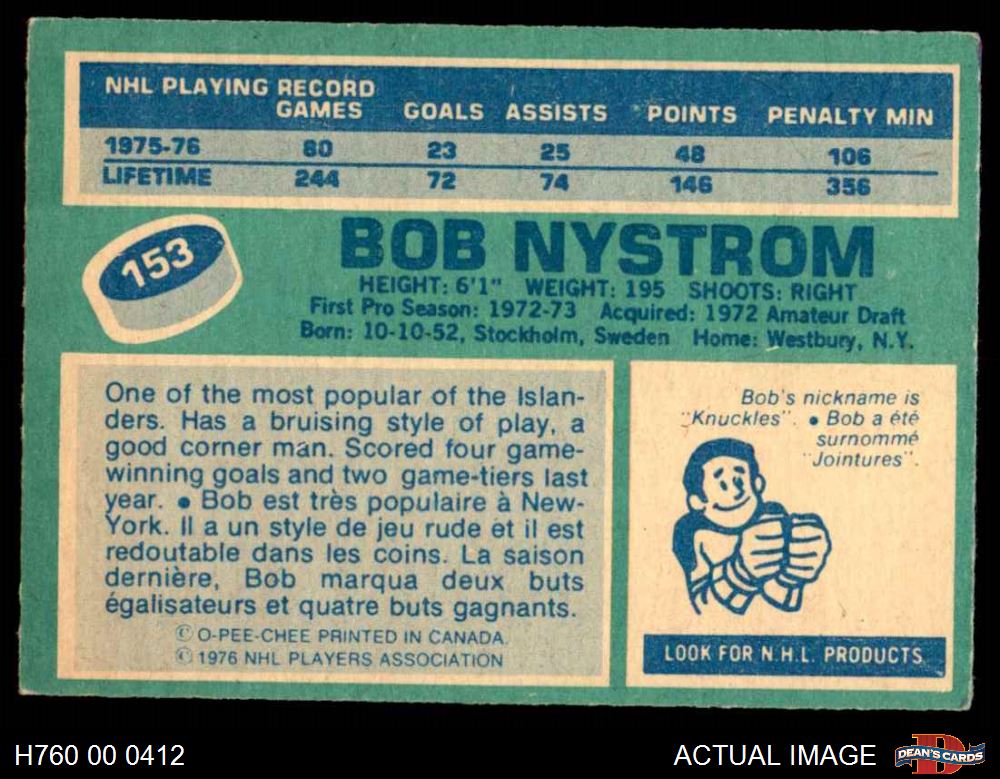 NHL PLAYING RECORD
GAMES GOALS ASSISTS POINTS PENALTY MIN
1975-76 80 23 25 48 106
LIFETIME 244 72 74 146 356
153
BOB NYSTROM
HEIGHT: 6'1" WEIGHT: 195 SHOOTS: RIGHT
First Pro Season: 1972-73 Acquired: 1972 Amateur Draft
Born: 10-10-52, Stockholm, Sweden Home: Westbury, N.Y.
One of the most popular of the Islan-
ders. Has a bruising style of play, a
good corner man. Scored four game-
winning goals and two game-tiers last
year. • Bob est très populaire à New-
York. Il a un style de jeu rude et il est
redoutable dans les coins. La saison
dernière, Bob marqua deux buts
égalisateurs et quatre buts gagnants.
© O-PEE-CHEE PRINTED IN CANADA.
© 1976 NHL PLAYERS ASSOCIATION
Bob's nickname is
"Knuckles". • Bob a été
surnommé
"Jointures".
LOOK FOR N.H.L. PRODUCTS
H760 00 0412
ACTUAL IMAGE
DEAN'S CARDS